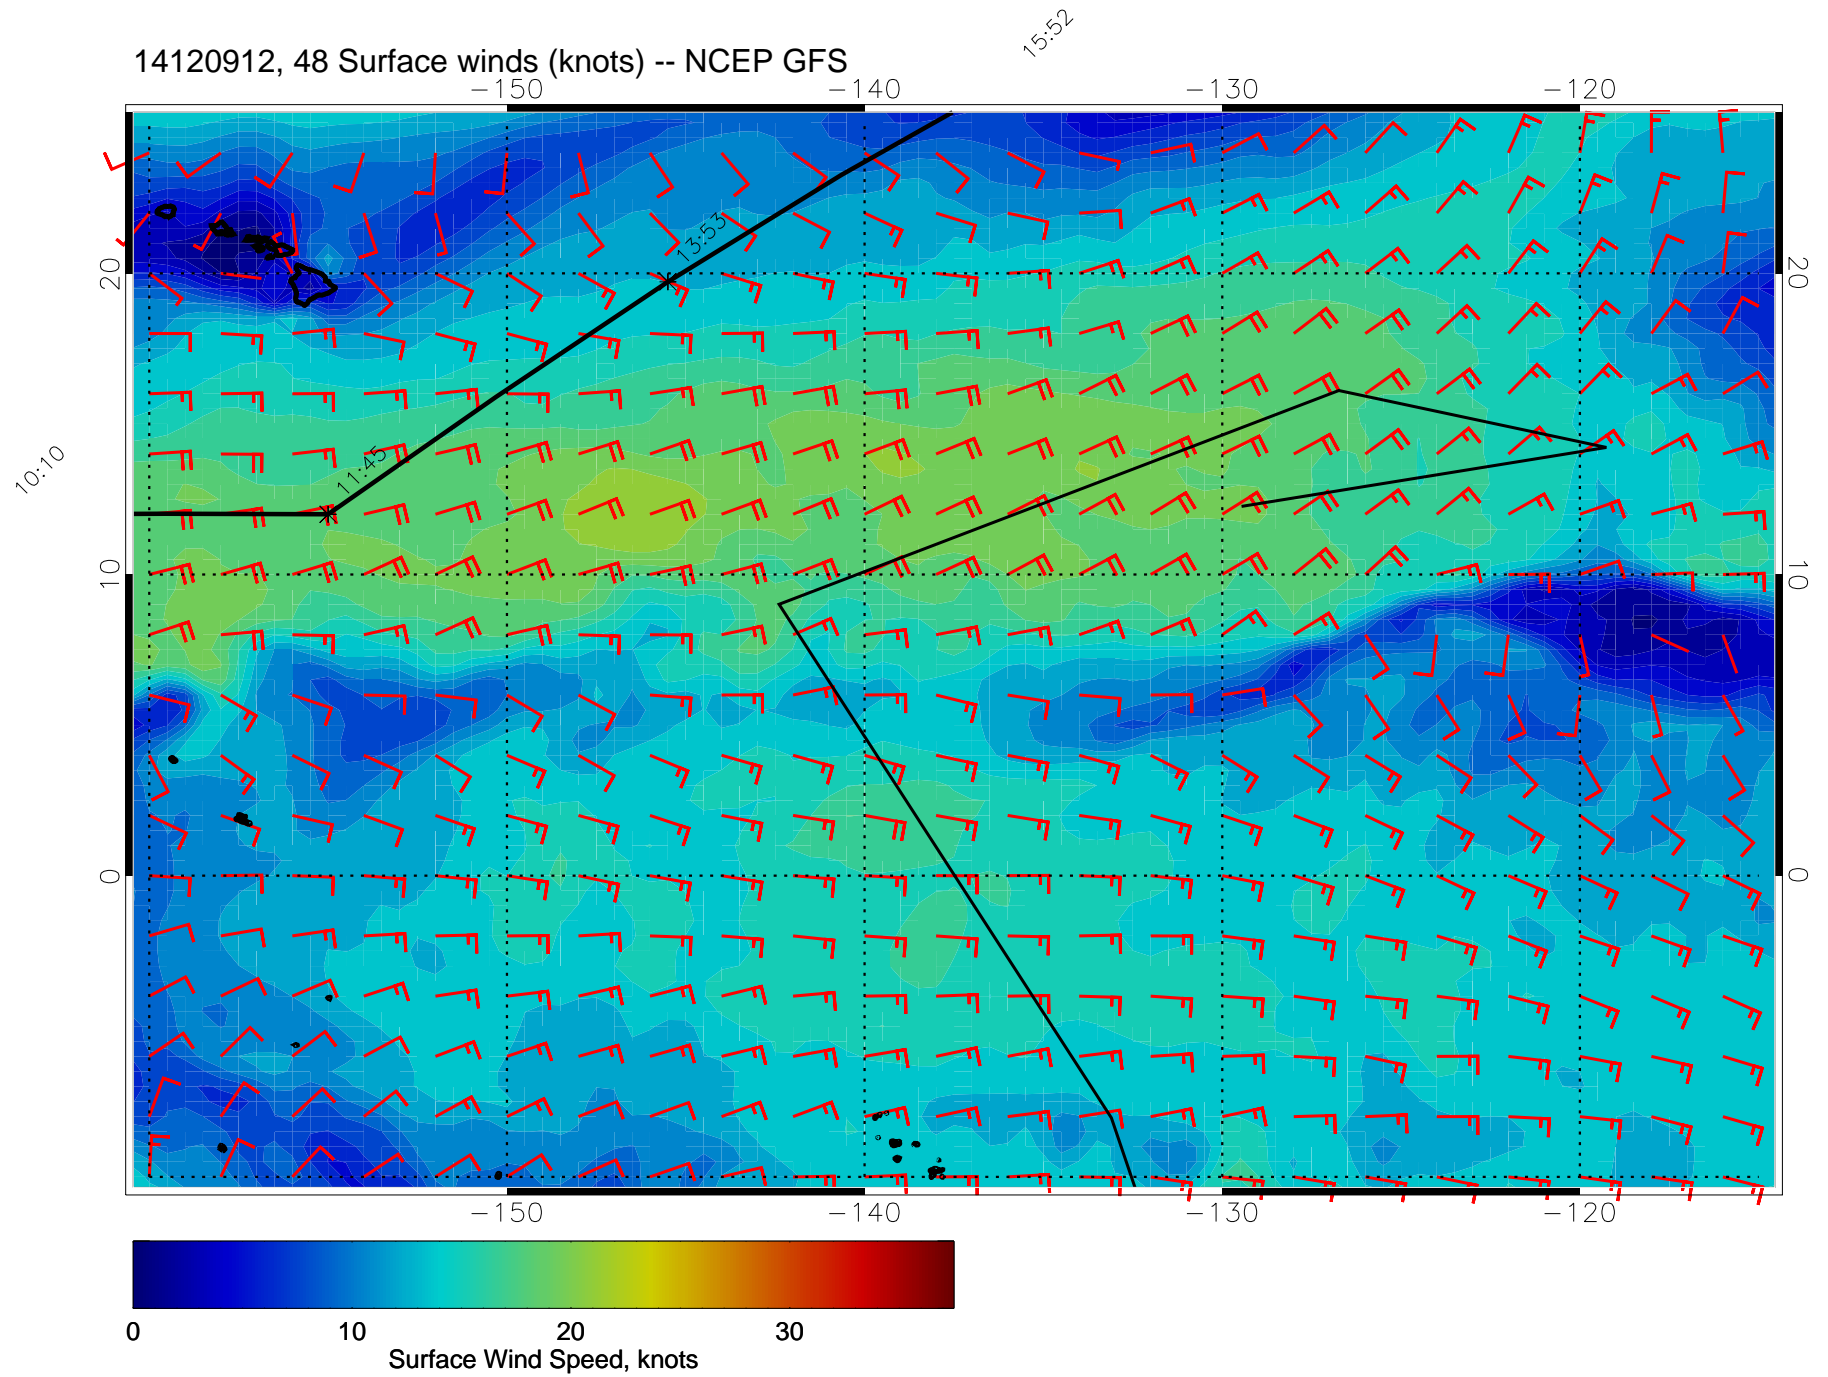 15:52
14120912, 48 Surface winds (knots) -- NCEP GFS
-150 -140 -130 -120
13:53
20 20
11:45
10:10
10 10
0 0
-150 -140 -130 -120
0 10 20 30
Surface Wind Speed, knots